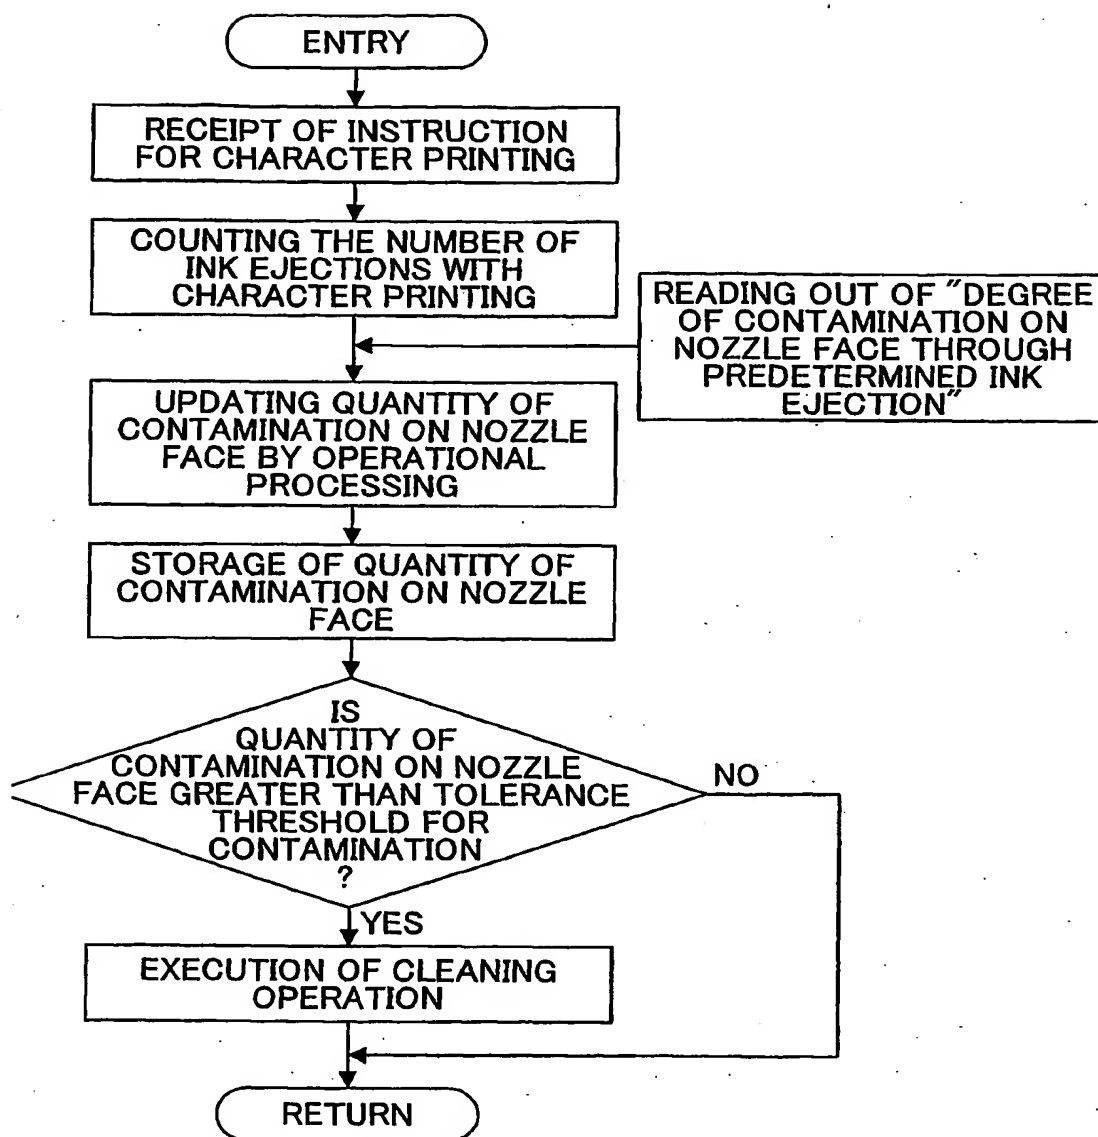 ENTRY
RECEIPT OF INSTRUCTION
FOR CHARACTER PRINTING
COUNTING THE NUMBER OF
INK EJECTIONS WITH
CHARACTER PRINTING
READING OUT OF "DEGREE
OF CONTAMINATION ON
NOZZLE FACE THROUGH
PREDETERMINED INK
EJECTION"
UPDATING QUANTITY OF
CONTAMINATION ON NOZZLE
FACE BY OPERATIONAL
PROCESSING
STORAGE OF QUANTITY OF
CONTAMINATION ON NOZZLE
FACE
IS
QUANTITY OF
CONTAMINATION ON NOZZLE
FACE GREATER THAN TOLERANCE
THRESHOLD FOR
CONTAMINATION
?
NO
YES
EXECUTION OF CLEANING
OPERATION
RETURN